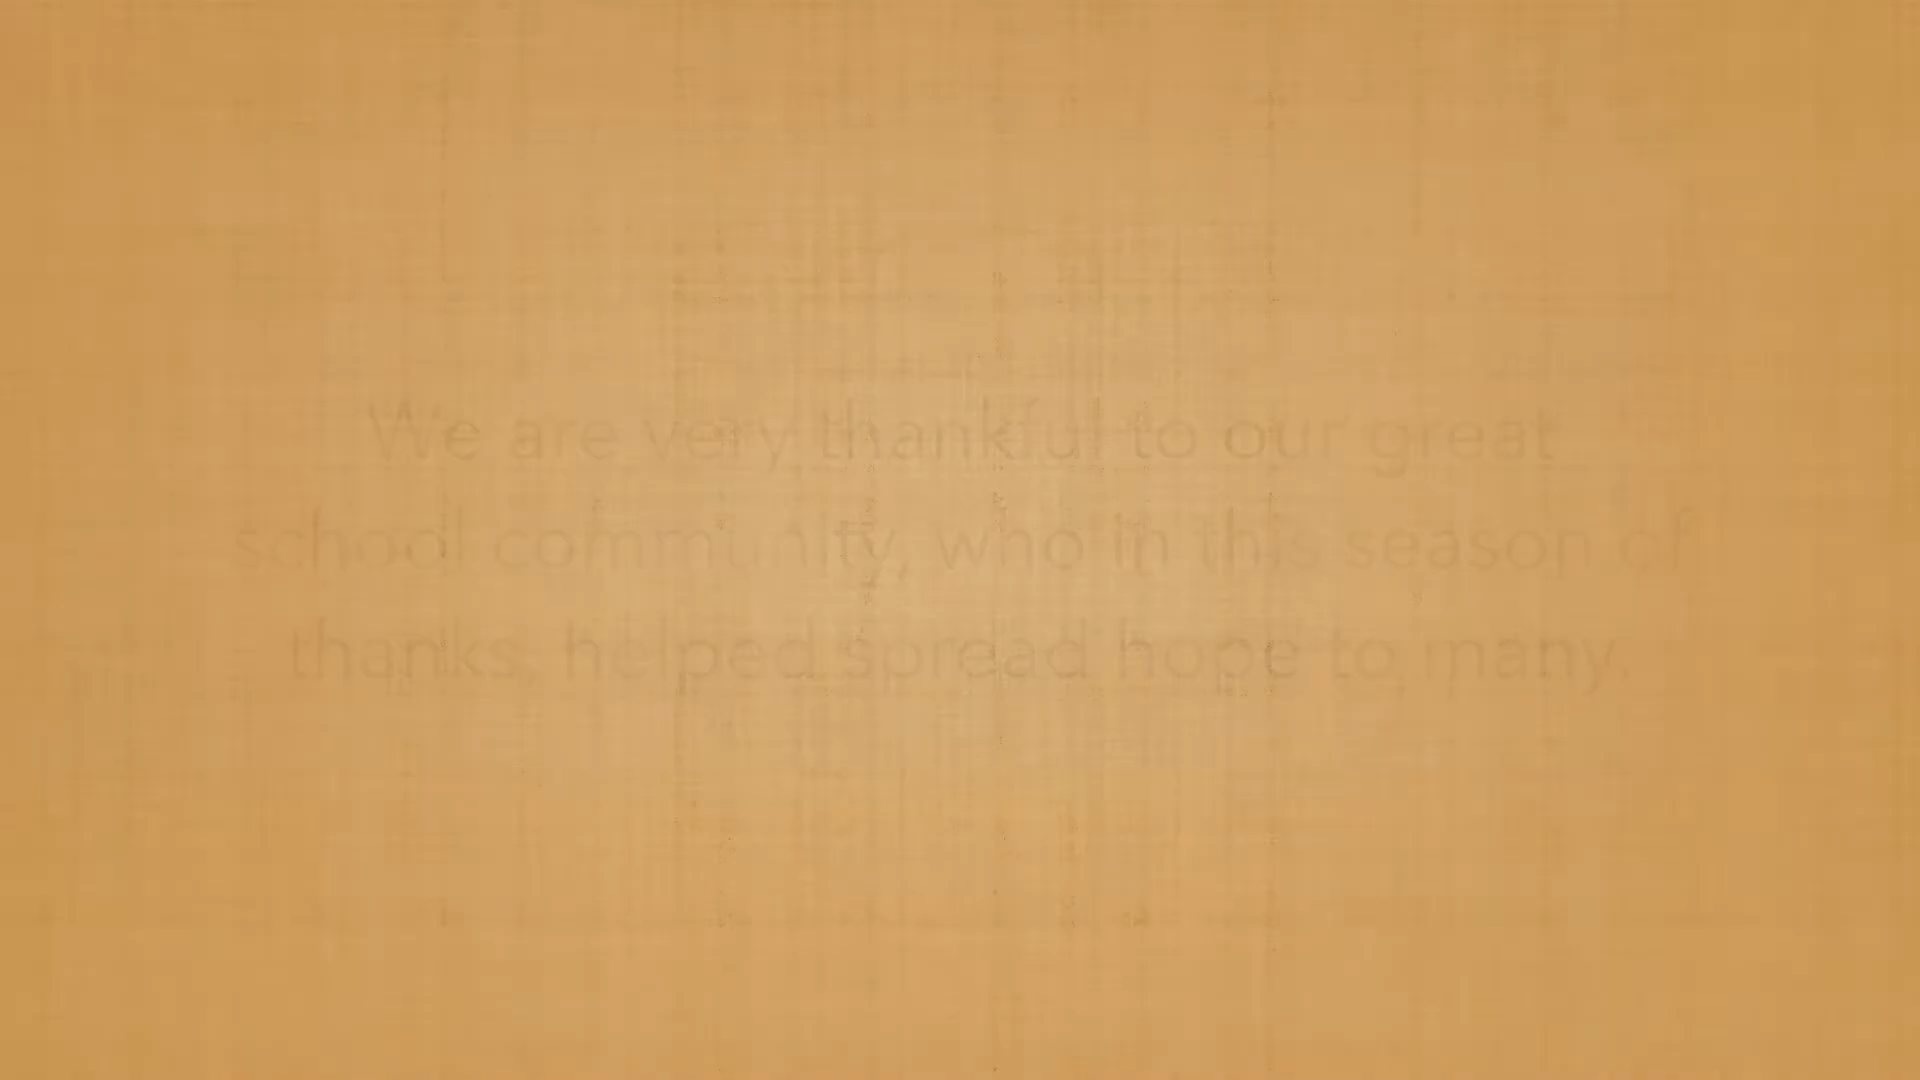 We are very thankful to our great
school community, who in this season of
thanks, helped spread hope to many.